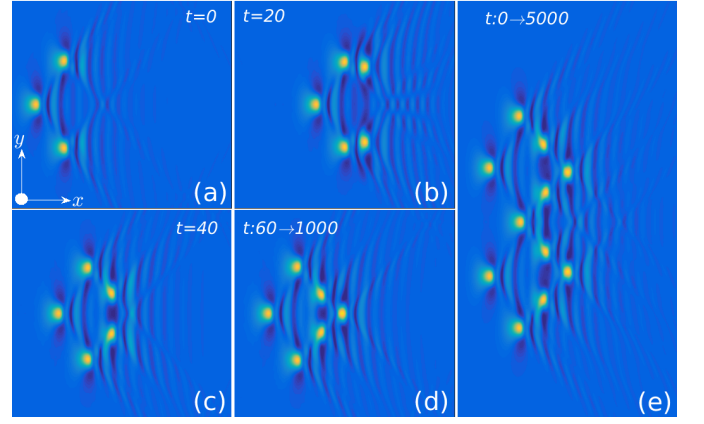 t=0
y
x
(a)
t=20
(b)
t:0→5000
(e)
t=40
(c)
t:60→1000
(d)